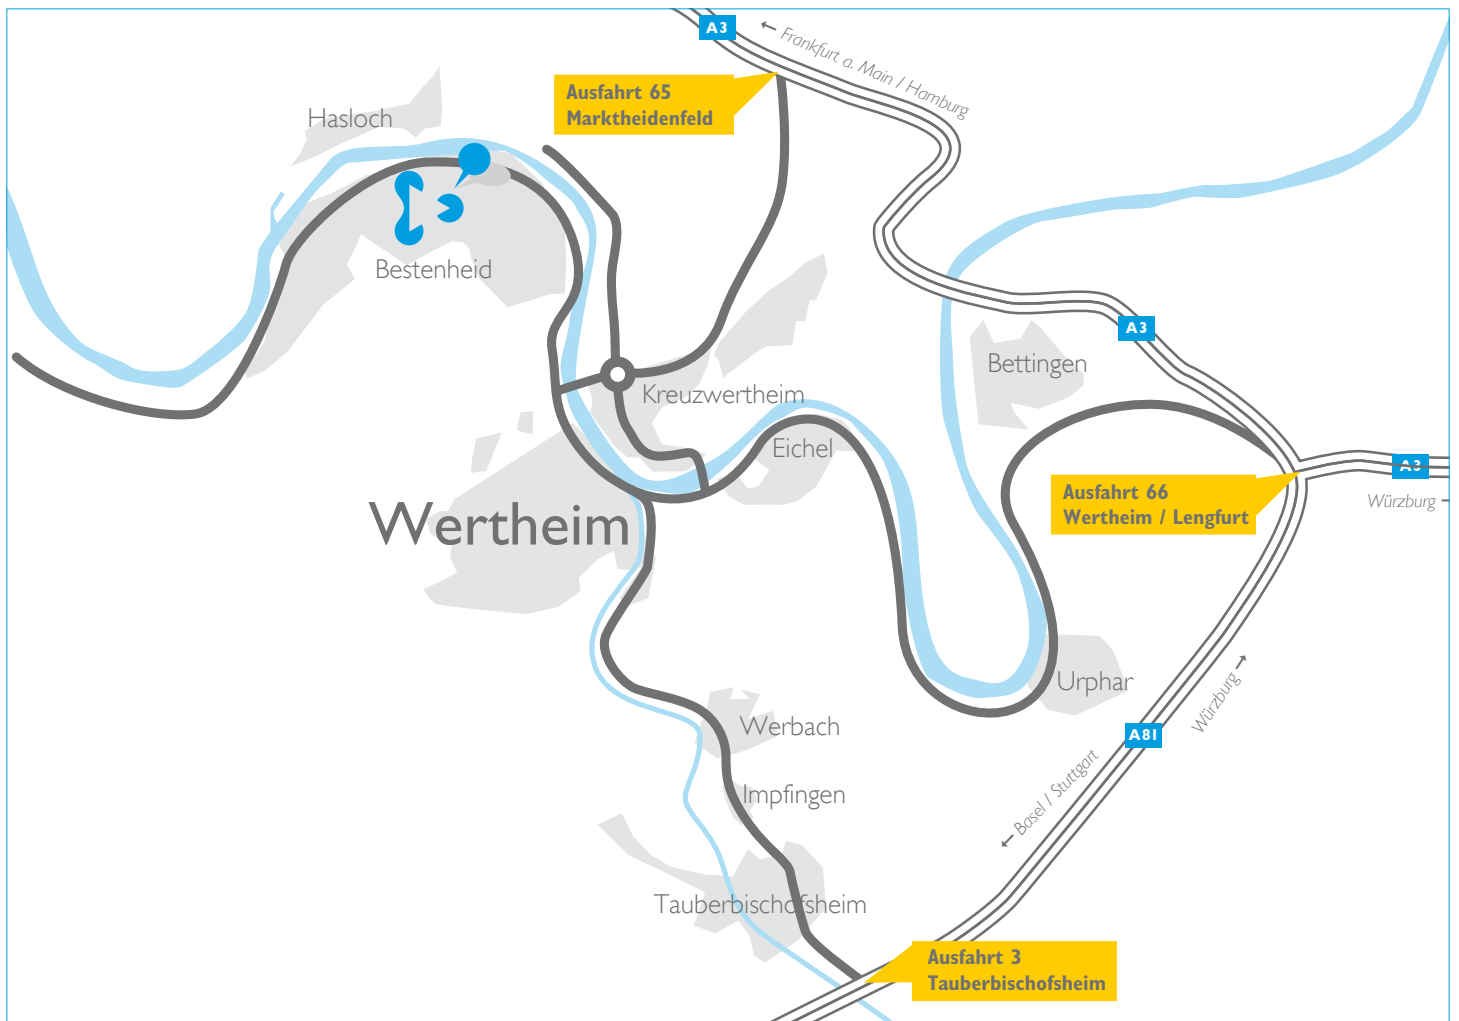 A3
Frankfurt a. Main / Hamburg
Ausfahrt 65
Marktheidenfeld
Hasloch
Bestenheid
A3
Bettingen
Kreuzwertheim
Eichel
A3
Würzburg
Ausfahrt 66
Wertheim / Lengfurt
Wertheim
Urphar
Würzburg
Werbach
A81
Basel / Stuttgart
Impfingen
Tauberbischofsheim
Ausfahrt 3
Tauberbischofsheim